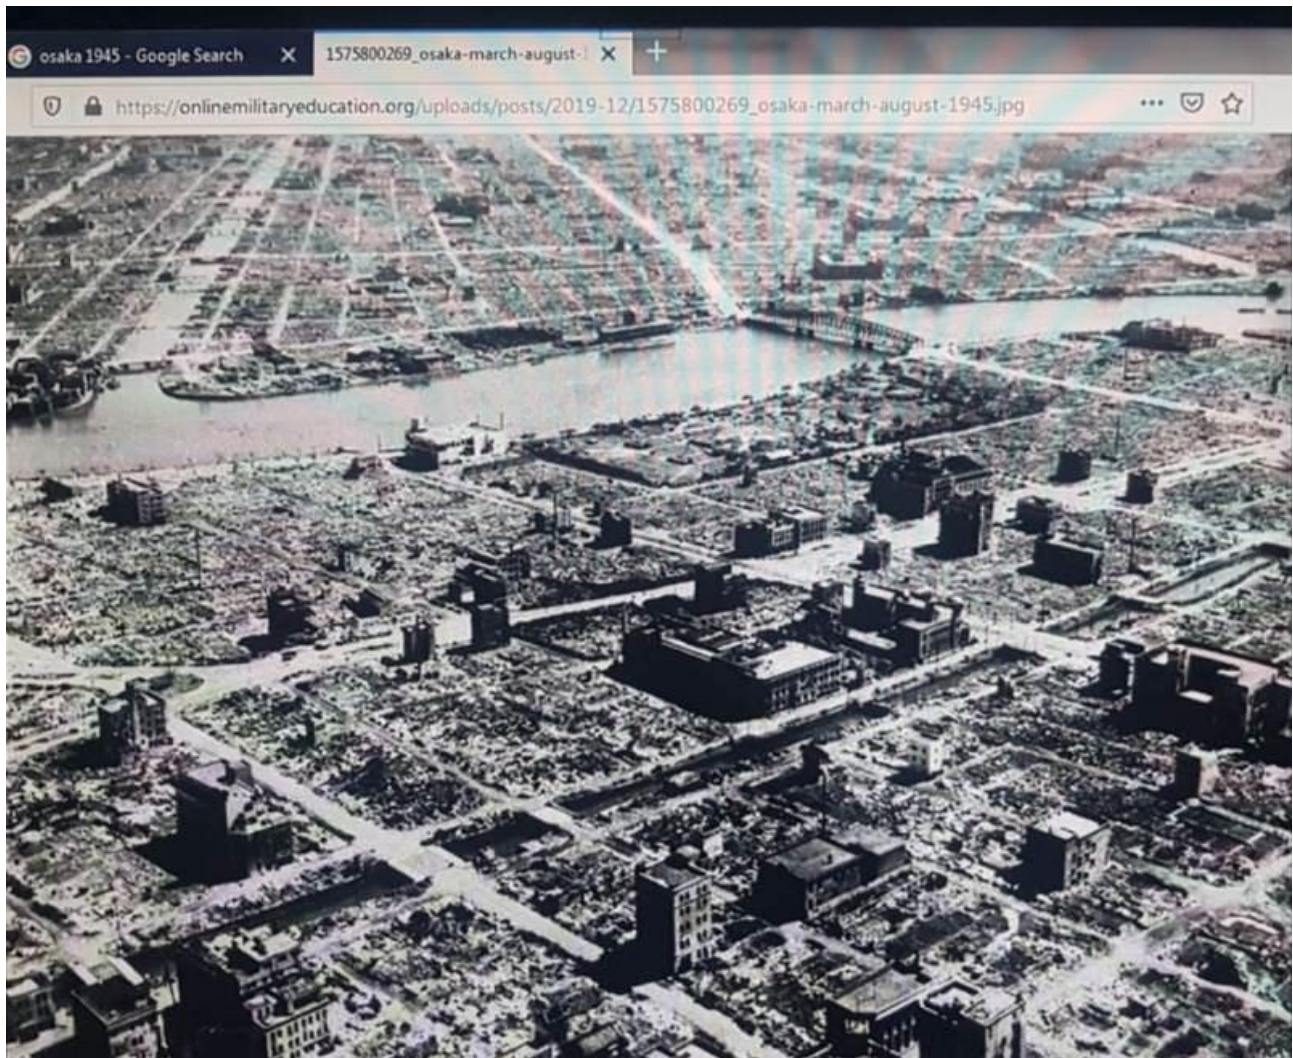 osaka 1945 - Google Search
1575800269_osaka-march-august-
https://onlinemilitaryeducation.org/uploads/posts/2019-12/1575800269_osaka-march-august-1945.jpg